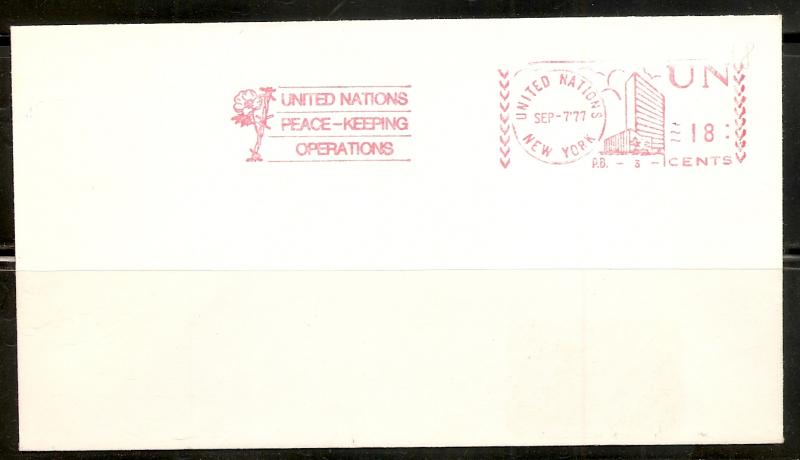 UNITED NATIONS
PEACE-KEEPING
OPERATIONS
UNITED NATIONS
SEP-7'77
NEW YORK
UN
18
P.B. - 3 - CENTS